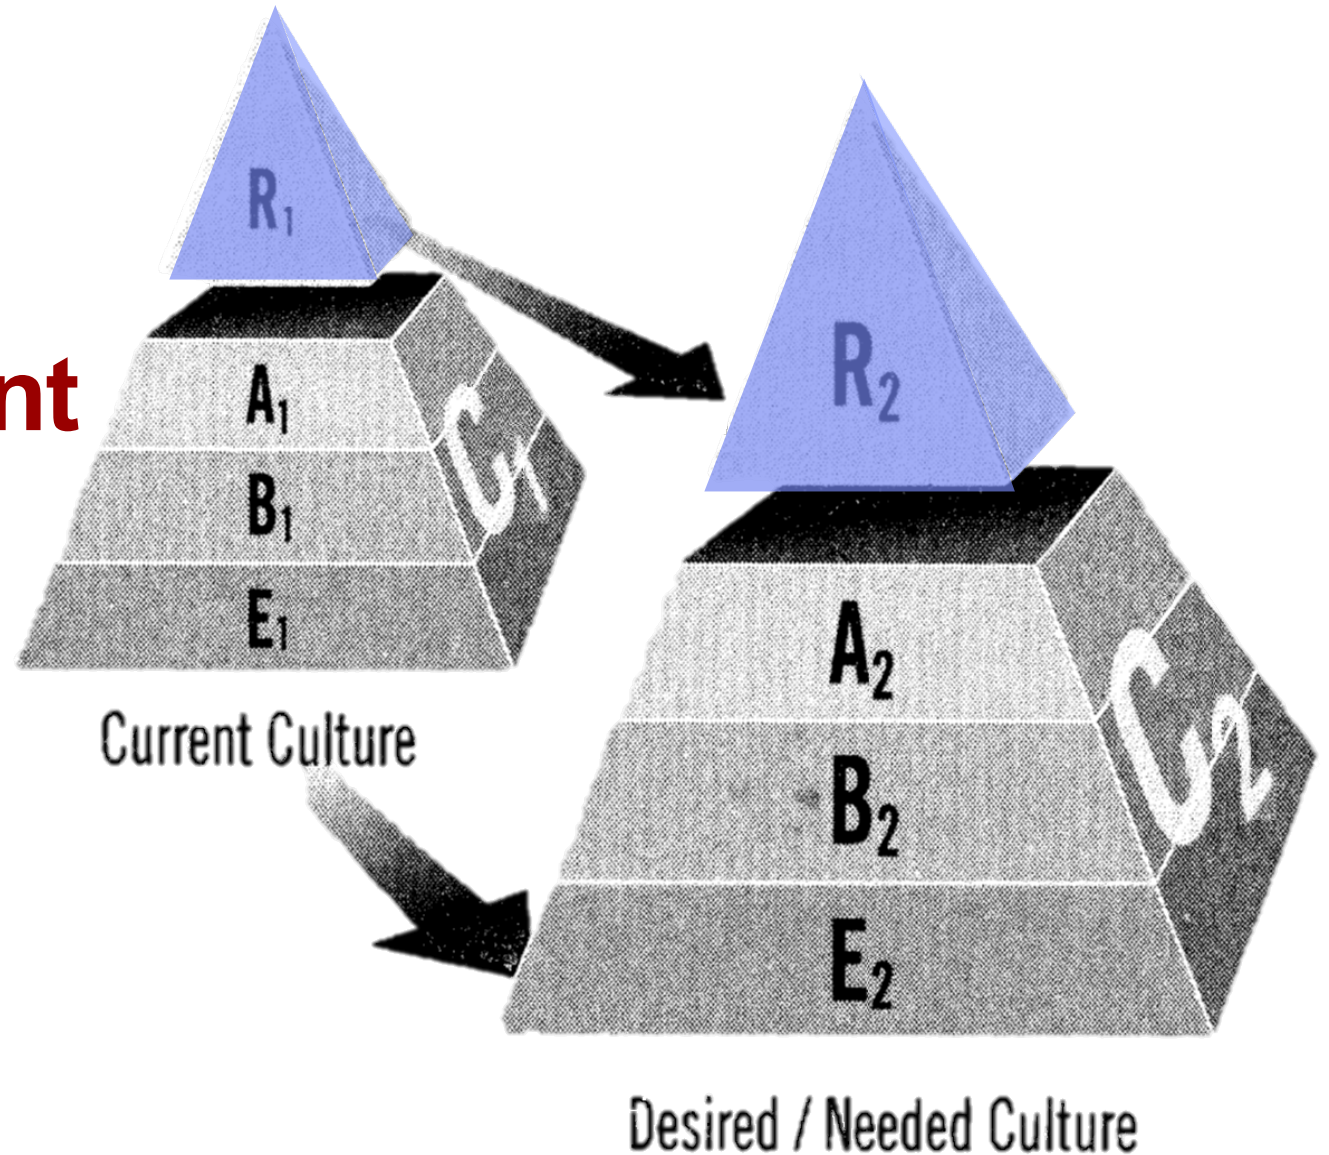 R1
nt
A1
C1
B1
E1
Current Culture
R2
A2
C2
B2
E2
Desired / Needed Culture